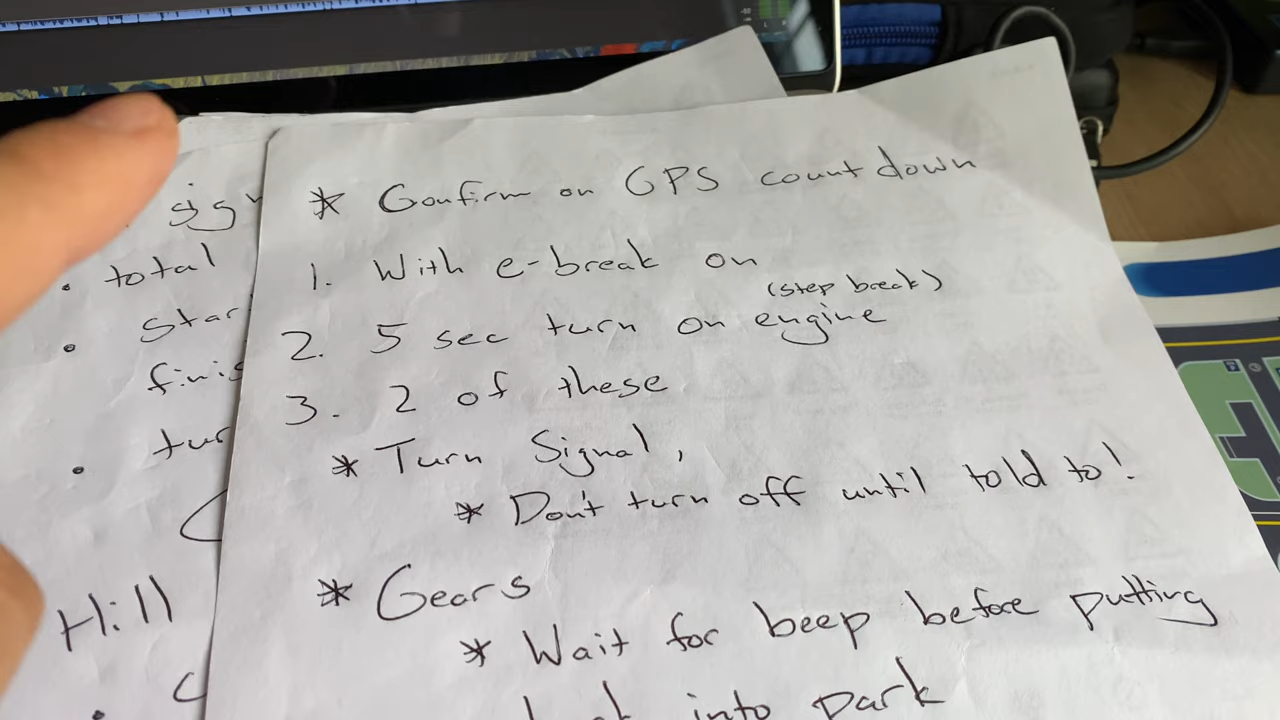 * Confirm on GPS countdown
1. With e-break on
(step break)
2. 5 sec turn on engine
3. 2 of these
* Turn Signal,
* Don't turn off until told to!
* Gears
* Wait for beep before putting
into park
• total
Hill